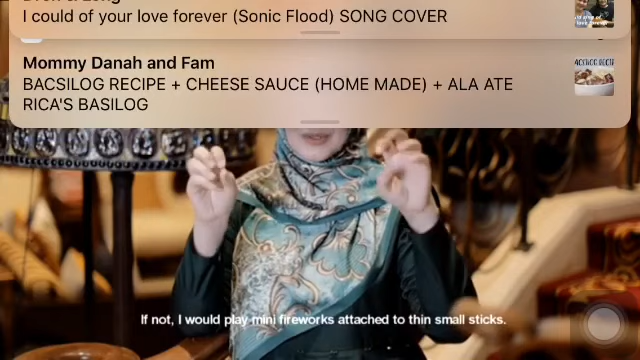 I could of your love forever (Sonic Flood) SONG COVER
Mommy Danah and Fam
BACSILOG RECIPE + CHEESE SAUCE (HOME MADE) + ALA ATE
RICA'S BASILOG
If not, I would play mini fireworks attached to thin small sticks.